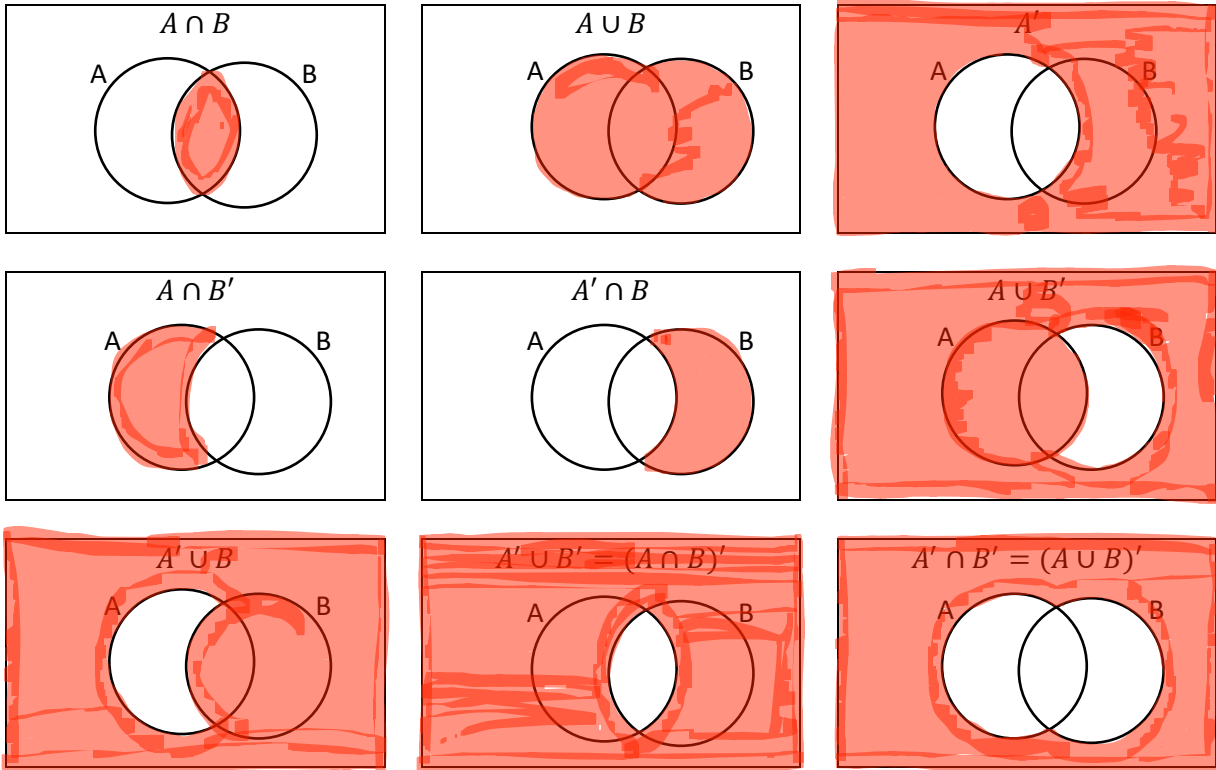 A ∩ B
A B
A ∪ B
A B
A′
A B
A ∩ B′
A B
A′ ∩ B
A B
A ∪ B′
A B
A′ ∪ B
A B
A′ ∪ B′ = (A ∩ B)′
A B
A′ ∩ B′ = (A ∪ B)′
A B